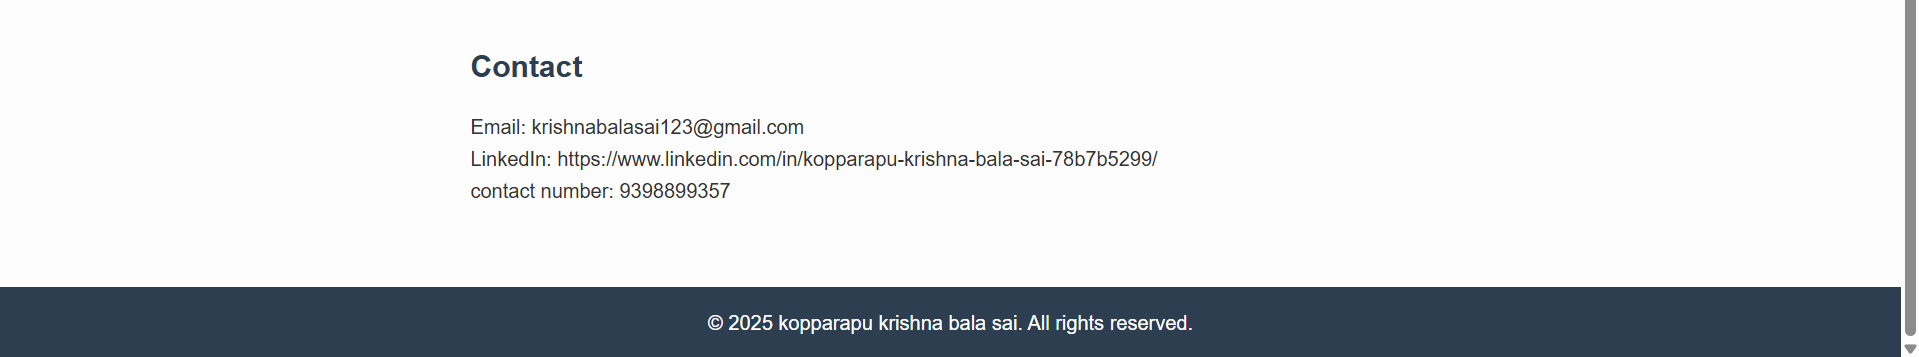 Contact
Email: krishnabalasai123@gmail.com
LinkedIn: https://www.linkedin.com/in/kopparapu-krishna-bala-sai-78b7b5299/
contact number: 9398899357
© 2025 kopparapu krishna bala sai. All rights reserved.